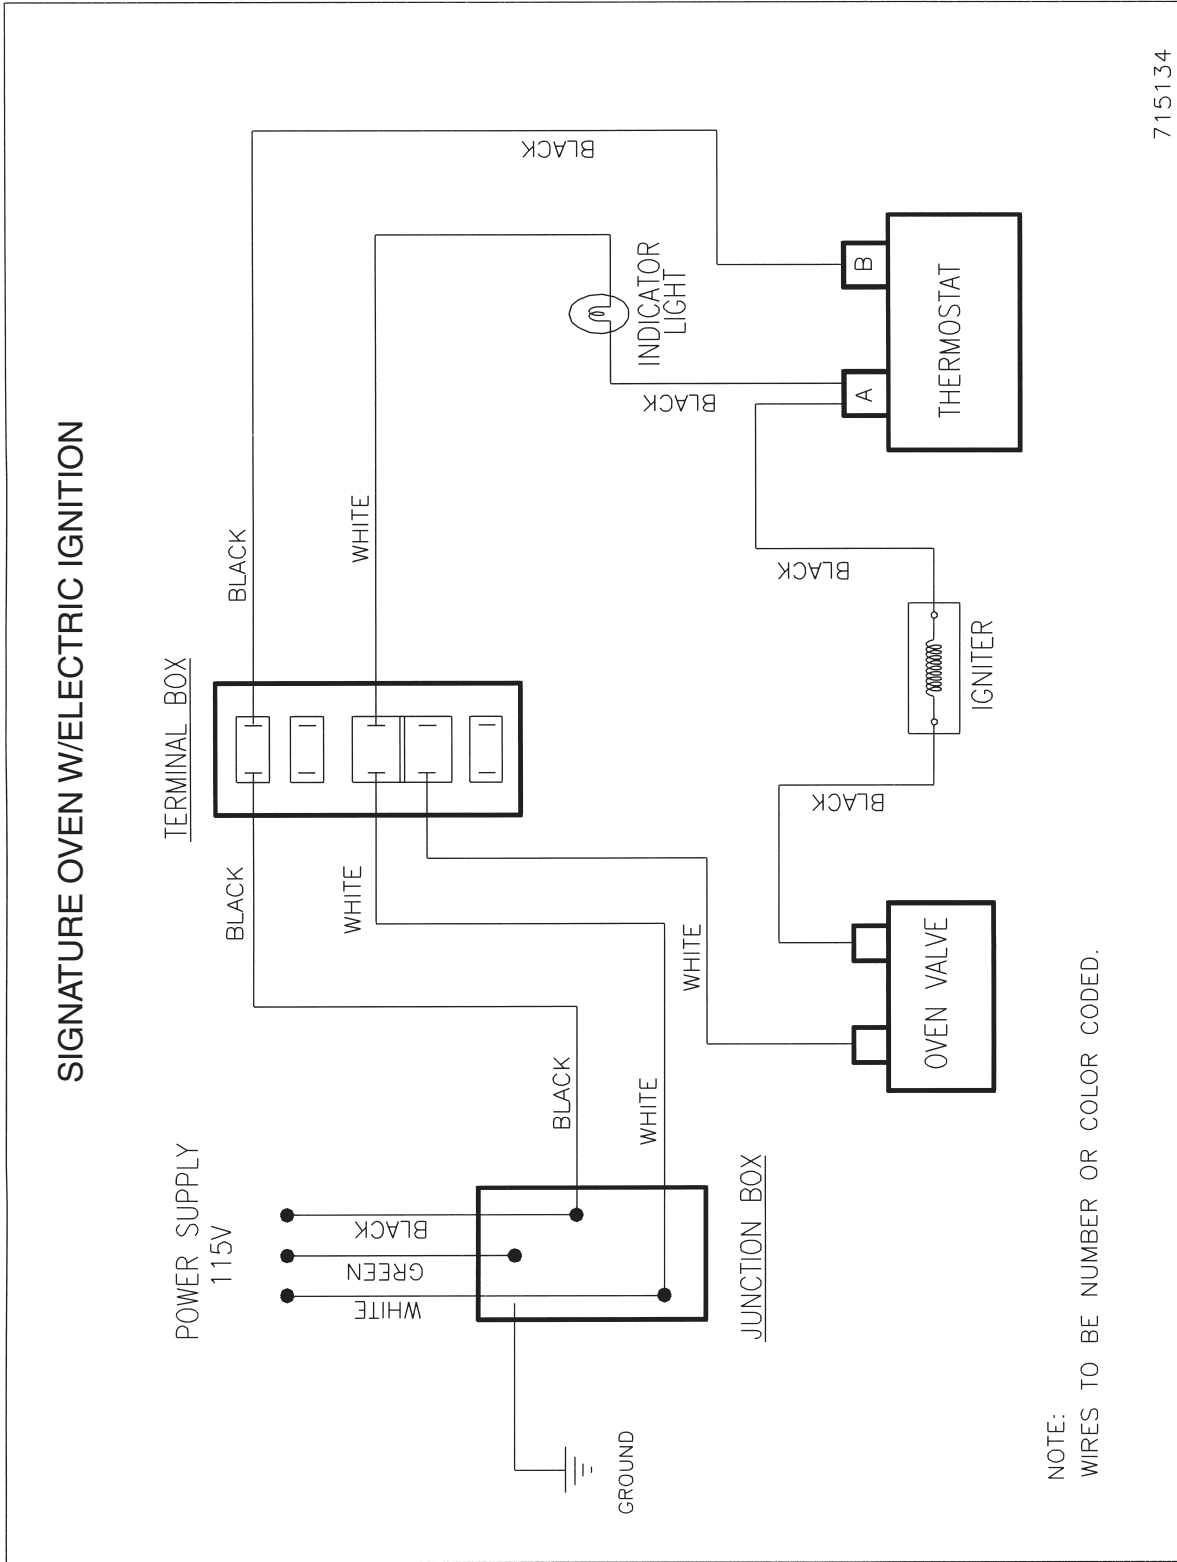 SIGNATURE OVEN W/ELECTRIC IGNITION
POWER SUPPLY
115V
BLACK
GREEN
WHITE
GROUND
JUNCTION BOX
BLACK
WHITE
BLACK
WHITE
WHITE
TERMINAL BOX
BLACK
WHITE
BLACK
INDICATOR
LIGHT
BLACK
BLACK
BLACK
IGNITER
OVEN VALVE
A
B
THERMOSTAT
NOTE:
WIRES TO BE NUMBER OR COLOR CODED.
715134